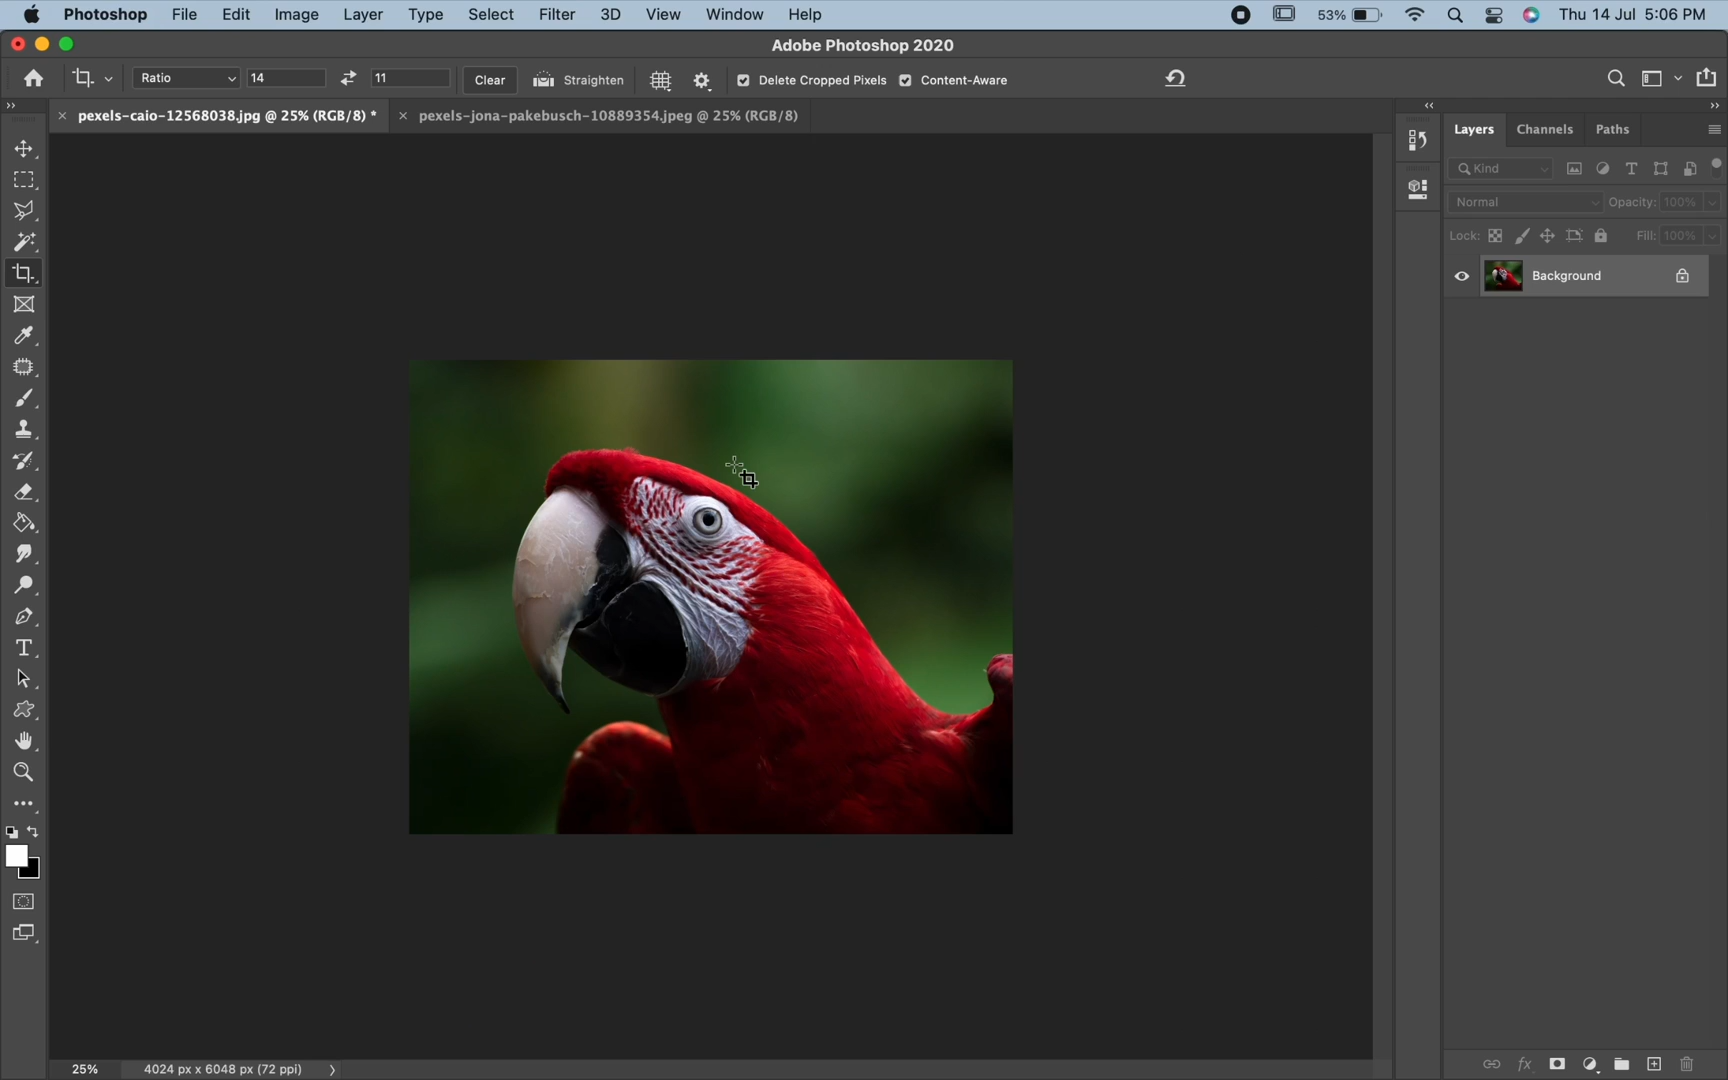 Photoshop File Edit Image Layer Type Select Filter 3D View Window Help 53% Thu 14 Jul 5:06 PM
Adobe Photoshop 2020
Ratio 14 11 Clear Straighten Delete Cropped Pixels Content-Aware
pexels-caio-12568038.jpg @ 25% (RGB/8) * pexels-jona-pakebusch-10889354.jpeg @ 25% (RGB/8)
Layers Channels Paths
Kind
Normal Opacity: 100%
Lock: Fill: 100%
Background
25% 4024 px x 6048 px (72 ppi)